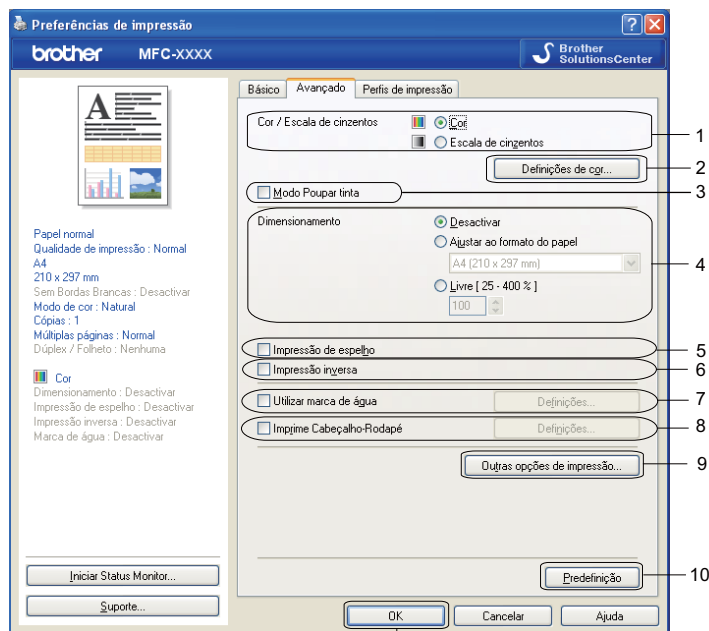 Preferências de impressão
brother MFC-XXXX
Brother
SolutionsCenter
Básico Avançado Perfis de impressão
Cor / Escala de cinzentos
Cor
Escala de cinzentos
1
Definições de cor...
2
Modo Poupar tinta
3
Dimensionamento
Desactivar
Ajustar ao formato do papel
A4 (210 x 297 mm)
Livre [ 25 - 400 % ]
100
4
Impressão de espelho
5
Impressão inversa
6
Utilizar marca de água
Definições...
7
Imprime Cabeçalho-Rodapé
Definições...
8
Outras opções de impressão...
9
Predefinição
10
A
Papel normal
Qualidade de impressão : Normal
A4
210 x 297 mm
Sem Bordas Brancas : Desactivar
Modo de cor : Natural
Cópias : 1
Múltiplas páginas : Normal
Dúplex / Folheto : Nenhuma
Cor
Dimensionamento : Desactivar
Impressão de espelho : Desactivar
Impressão inversa : Desactivar
Marca de água : Desactivar
Iniciar Status Monitor...
Suporte...
OK
Cancelar
Ajuda